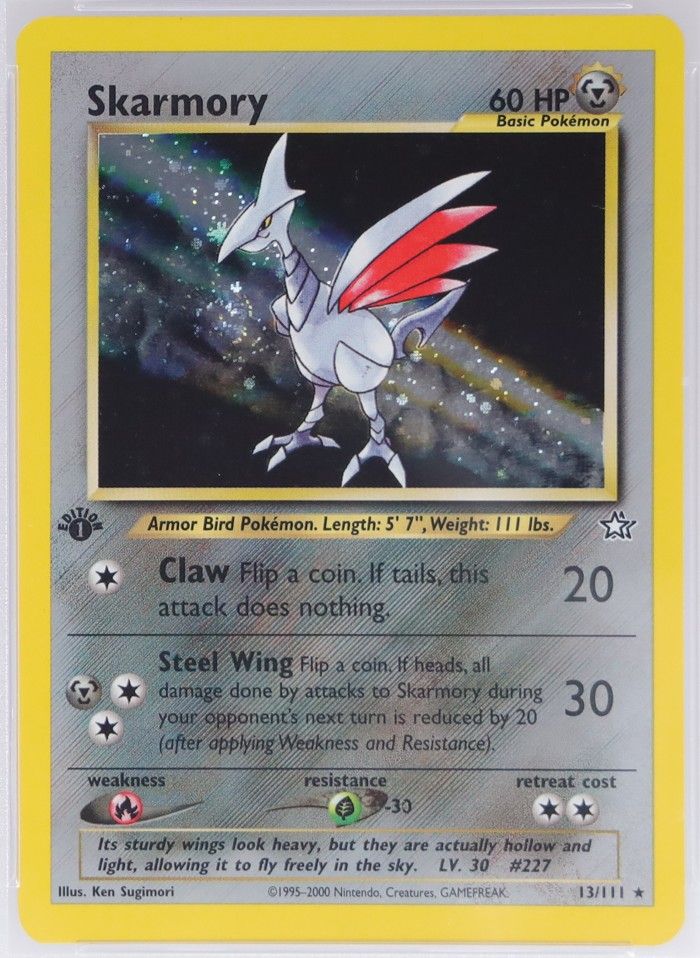 Skarmory 60 HP
Basic Pokémon
EDITION 1
Armor Bird Pokémon. Length: 5' 7", Weight: 111 lbs.
Claw Flip a coin. If tails, this
attack does nothing. 20
Steel Wing Flip a coin. If heads, all
damage done by attacks to Skarmory during
your opponent's next turn is reduced by 20
(after applying Weakness and Resistance). 30
weakness resistance retreat cost
-30
Its sturdy wings look heavy, but they are actually hollow and
light, allowing it to fly freely in the sky. LV. 30 #227
Illus. Ken Sugimori ©1995-2000 Nintendo, Creatures, GAMEFREAK. 13/111 ★